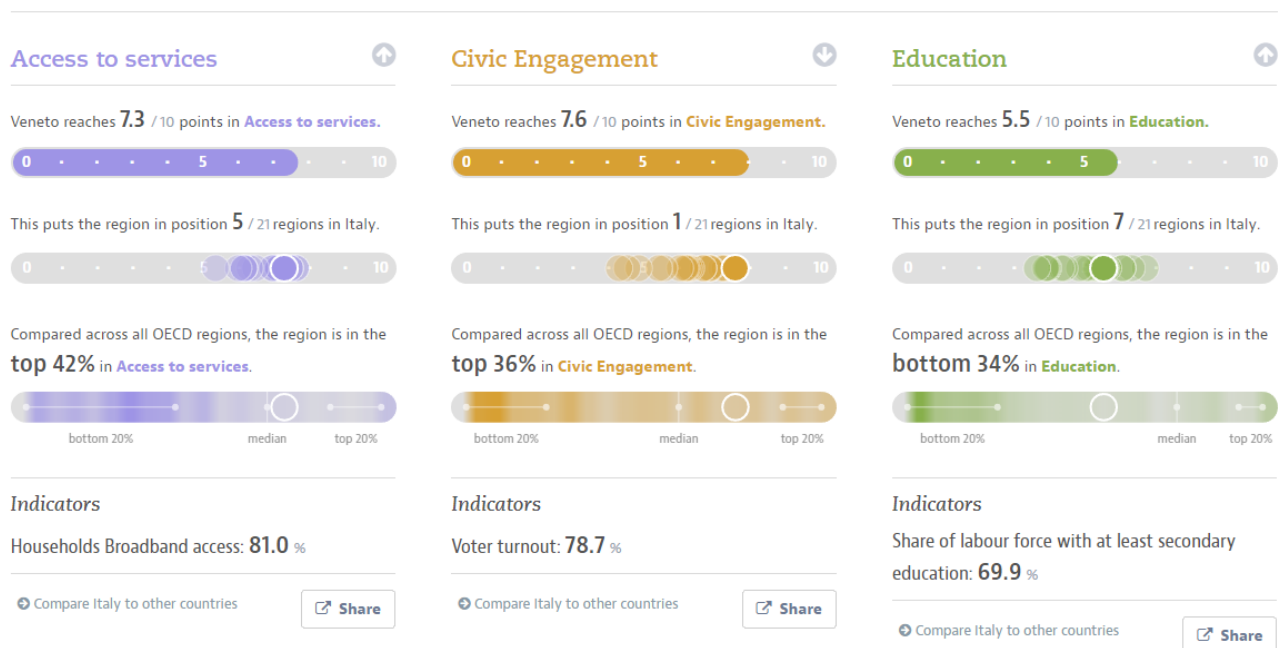 Access to services
Veneto reaches 7.3 / 10 points in Access to services.
0 5 10
This puts the region in position 5 / 21 regions in Italy.
0 5 10
Compared across all OECD regions, the region is in the
top 42% in Access to services.
bottom 20% median top 20%
Indicators
Households Broadband access: 81.0 %
Compare Italy to other countries
Share
Civic Engagement
Veneto reaches 7.6 / 10 points in Civic Engagement.
0 5 10
This puts the region in position 1 / 21 regions in Italy.
0 10
Compared across all OECD regions, the region is in the
top 36% in Civic Engagement.
bottom 20% median top 20%
Indicators
Voter turnout: 78.7 %
Compare Italy to other countries
Share
Education
Veneto reaches 5.5 / 10 points in Education.
0 5 10
This puts the region in position 7 / 21 regions in Italy.
0 10
Compared across all OECD regions, the region is in the
bottom 34% in Education.
bottom 20% median top 20%
Indicators
Share of labour force with at least secondary
education: 69.9 %
Compare Italy to other countries
Share